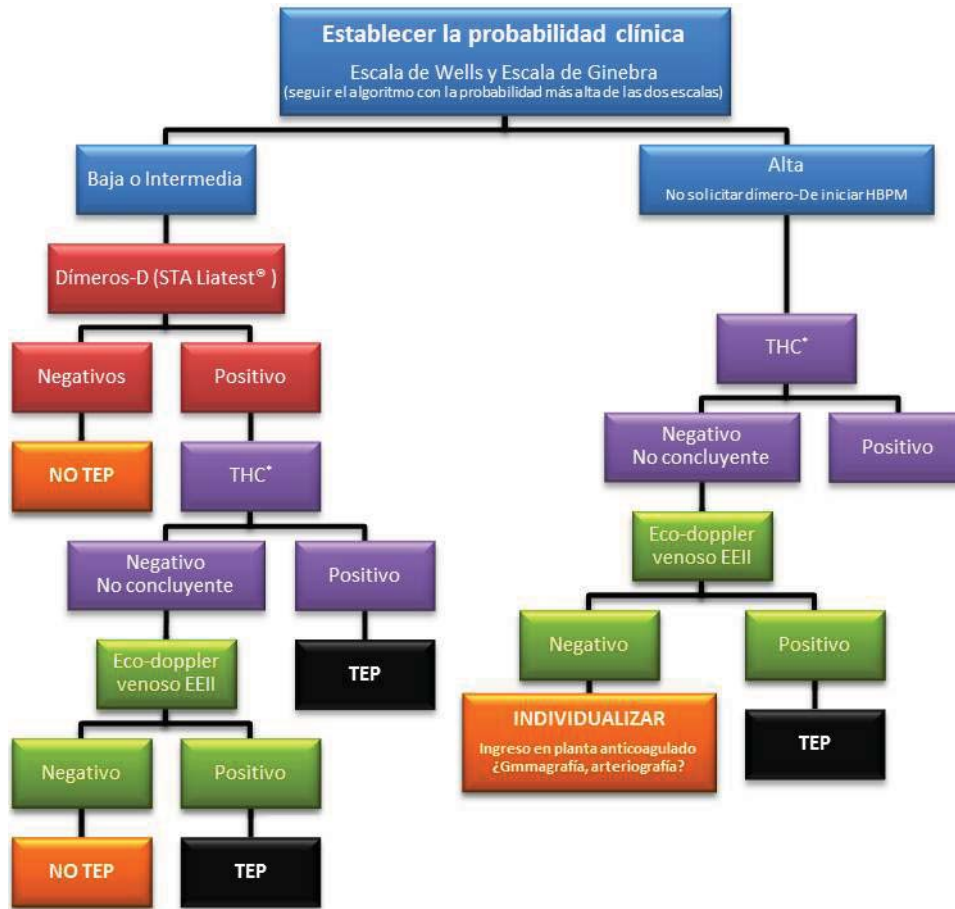 Establecer la probabilidad clínica
Escala de Wells y Escala de Ginebra
(seguir el algoritmo con la probabilidad más alta de las dos escalas)
Baja o Intermedia
Alta
No solicitar dímero-De iniciar HBPM
Dímeros-D (STA Liatest® )
THC*
Negativos
Positivo
Negativo
No concluyente
Positivo
NO TEP
THC*
Eco-doppler
venoso EEII
Negativo
No concluyente
Positivo
Negativo
Positivo
Eco-doppler
venoso EEII
TEP
INDIVIDUALIZAR
Ingreso en planta anticoagulado
¿Gmmagrafía, arteriografía?
TEP
Negativo
Positivo
NO TEP
TEP